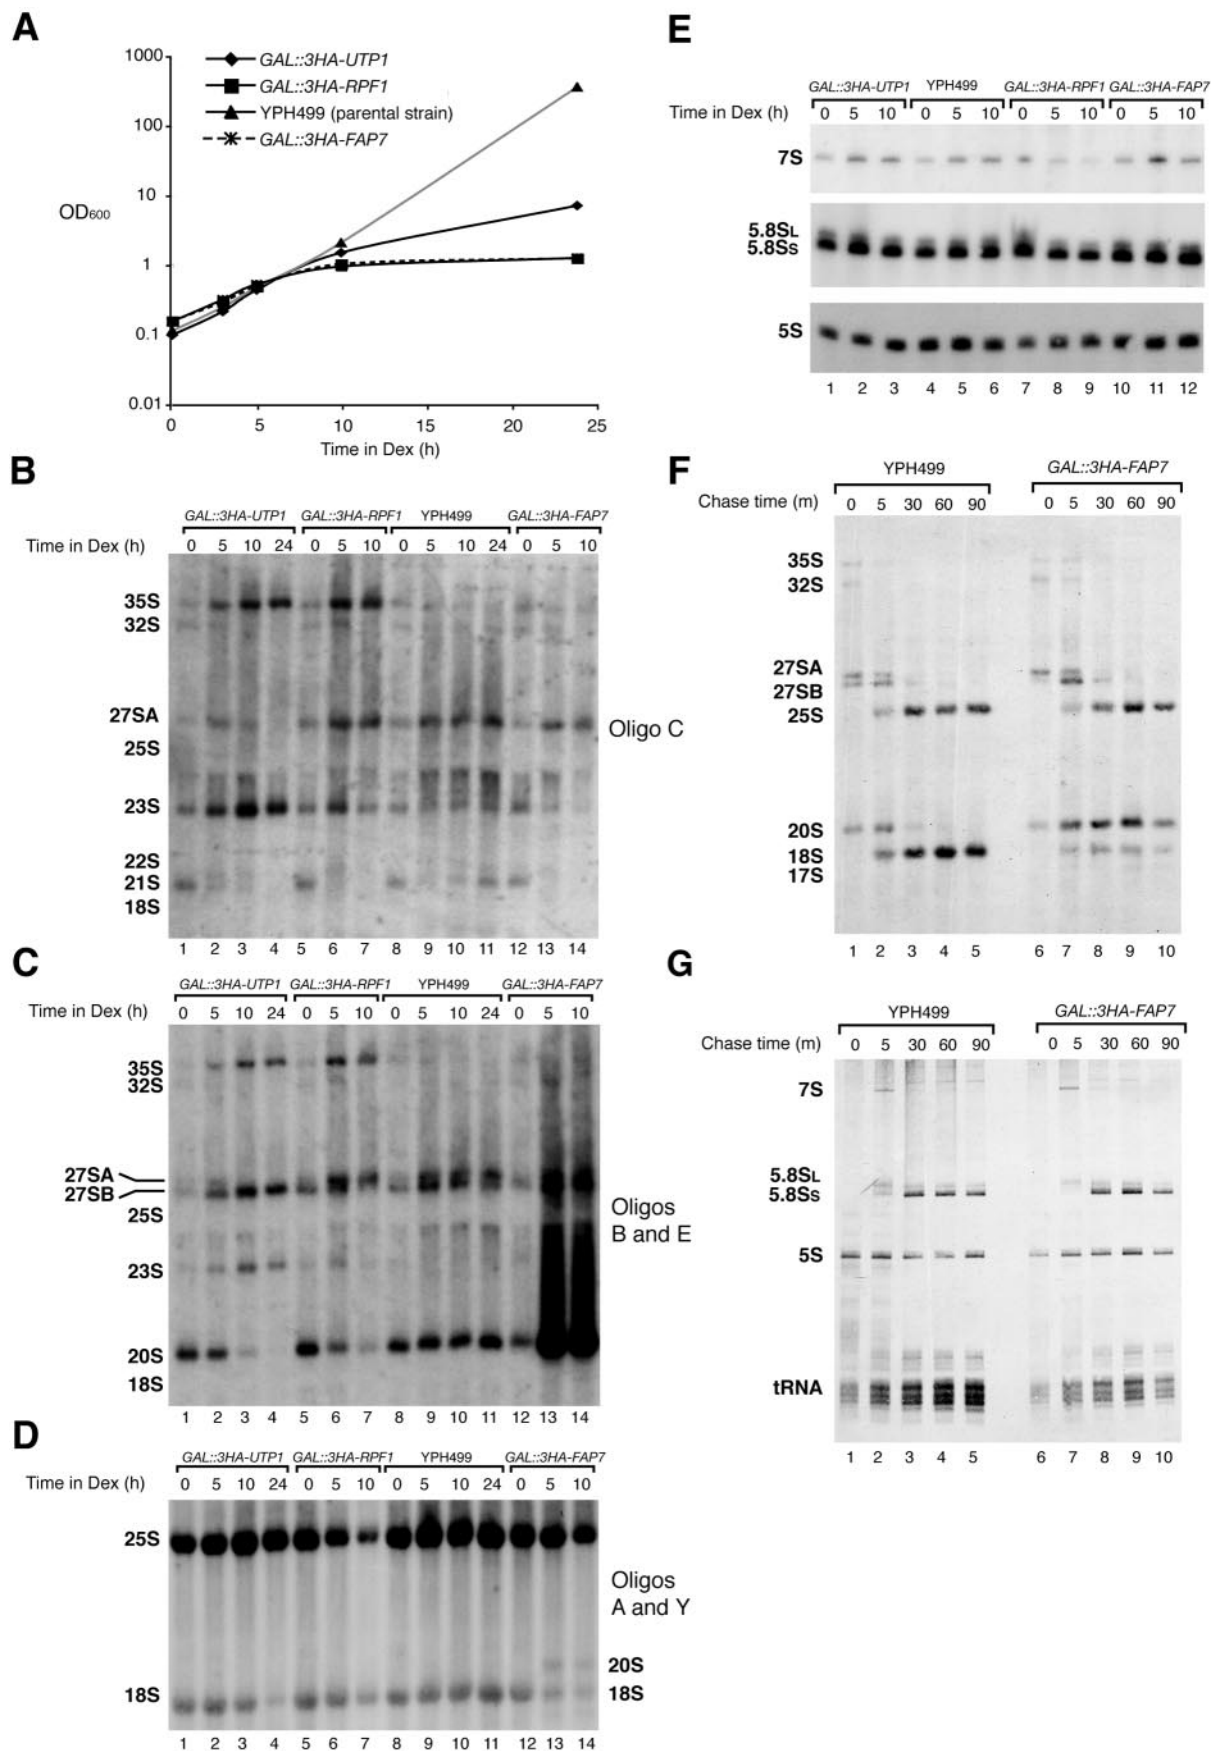 A
GAL::3HA-UTP1
GAL::3HA-RPF1
YPH499 (parental strain)
GAL::3HA-FAP7
1000
100
10
1
0.1
0.01
OD600
0 5 10 15 20 25
Time in Dex (h)
B
GAL::3HA-UTP1 GAL::3HA-RPF1 YPH499 GAL::3HA-FAP7
Time in Dex (h) 0 5 10 24 0 5 10 0 5 10 24 0 5 10
35S
32S
27SA
25S
23S
22S
21S
18S
Oligo C
1 2 3 4 5 6 7 8 9 10 11 12 13 14
C
GAL::3HA-UTP1 GAL::3HA-RPF1 YPH499 GAL::3HA-FAP7
Time in Dex (h) 0 5 10 24 0 5 10 0 5 10 24 0 5 10
35S
32S
27SA
27SB
25S
23S
20S
18S
Oligos
B and E
1 2 3 4 5 6 7 8 9 10 11 12 13 14
D
GAL::3HA-UTP1 GAL::3HA-RPF1 YPH499 GAL::3HA-FAP7
Time in Dex (h) 0 5 10 24 0 5 10 0 5 10 24 0 5 10
25S
18S
Oligos
A and Y
20S
18S
1 2 3 4 5 6 7 8 9 10 11 12 13 14
E
GAL::3HA-UTP1 YPH499 GAL::3HA-RPF1 GAL::3HA-FAP7
Time in Dex (h) 0 5 10 0 5 10 0 5 10 0 5 10
7S
5.8SL
5.8SS
5S
1 2 3 4 5 6 7 8 9 10 11 12
F
YPH499 GAL::3HA-FAP7
Chase time (m) 0 5 30 60 90 0 5 30 60 90
35S
32S
27SA
27SB
25S
20S
18S
17S
1 2 3 4 5 6 7 8 9 10
G
YPH499 GAL::3HA-FAP7
Chase time (m) 0 5 30 60 90 0 5 30 60 90
7S
5.8SL
5.8SS
5S
tRNA
1 2 3 4 5 6 7 8 9 10